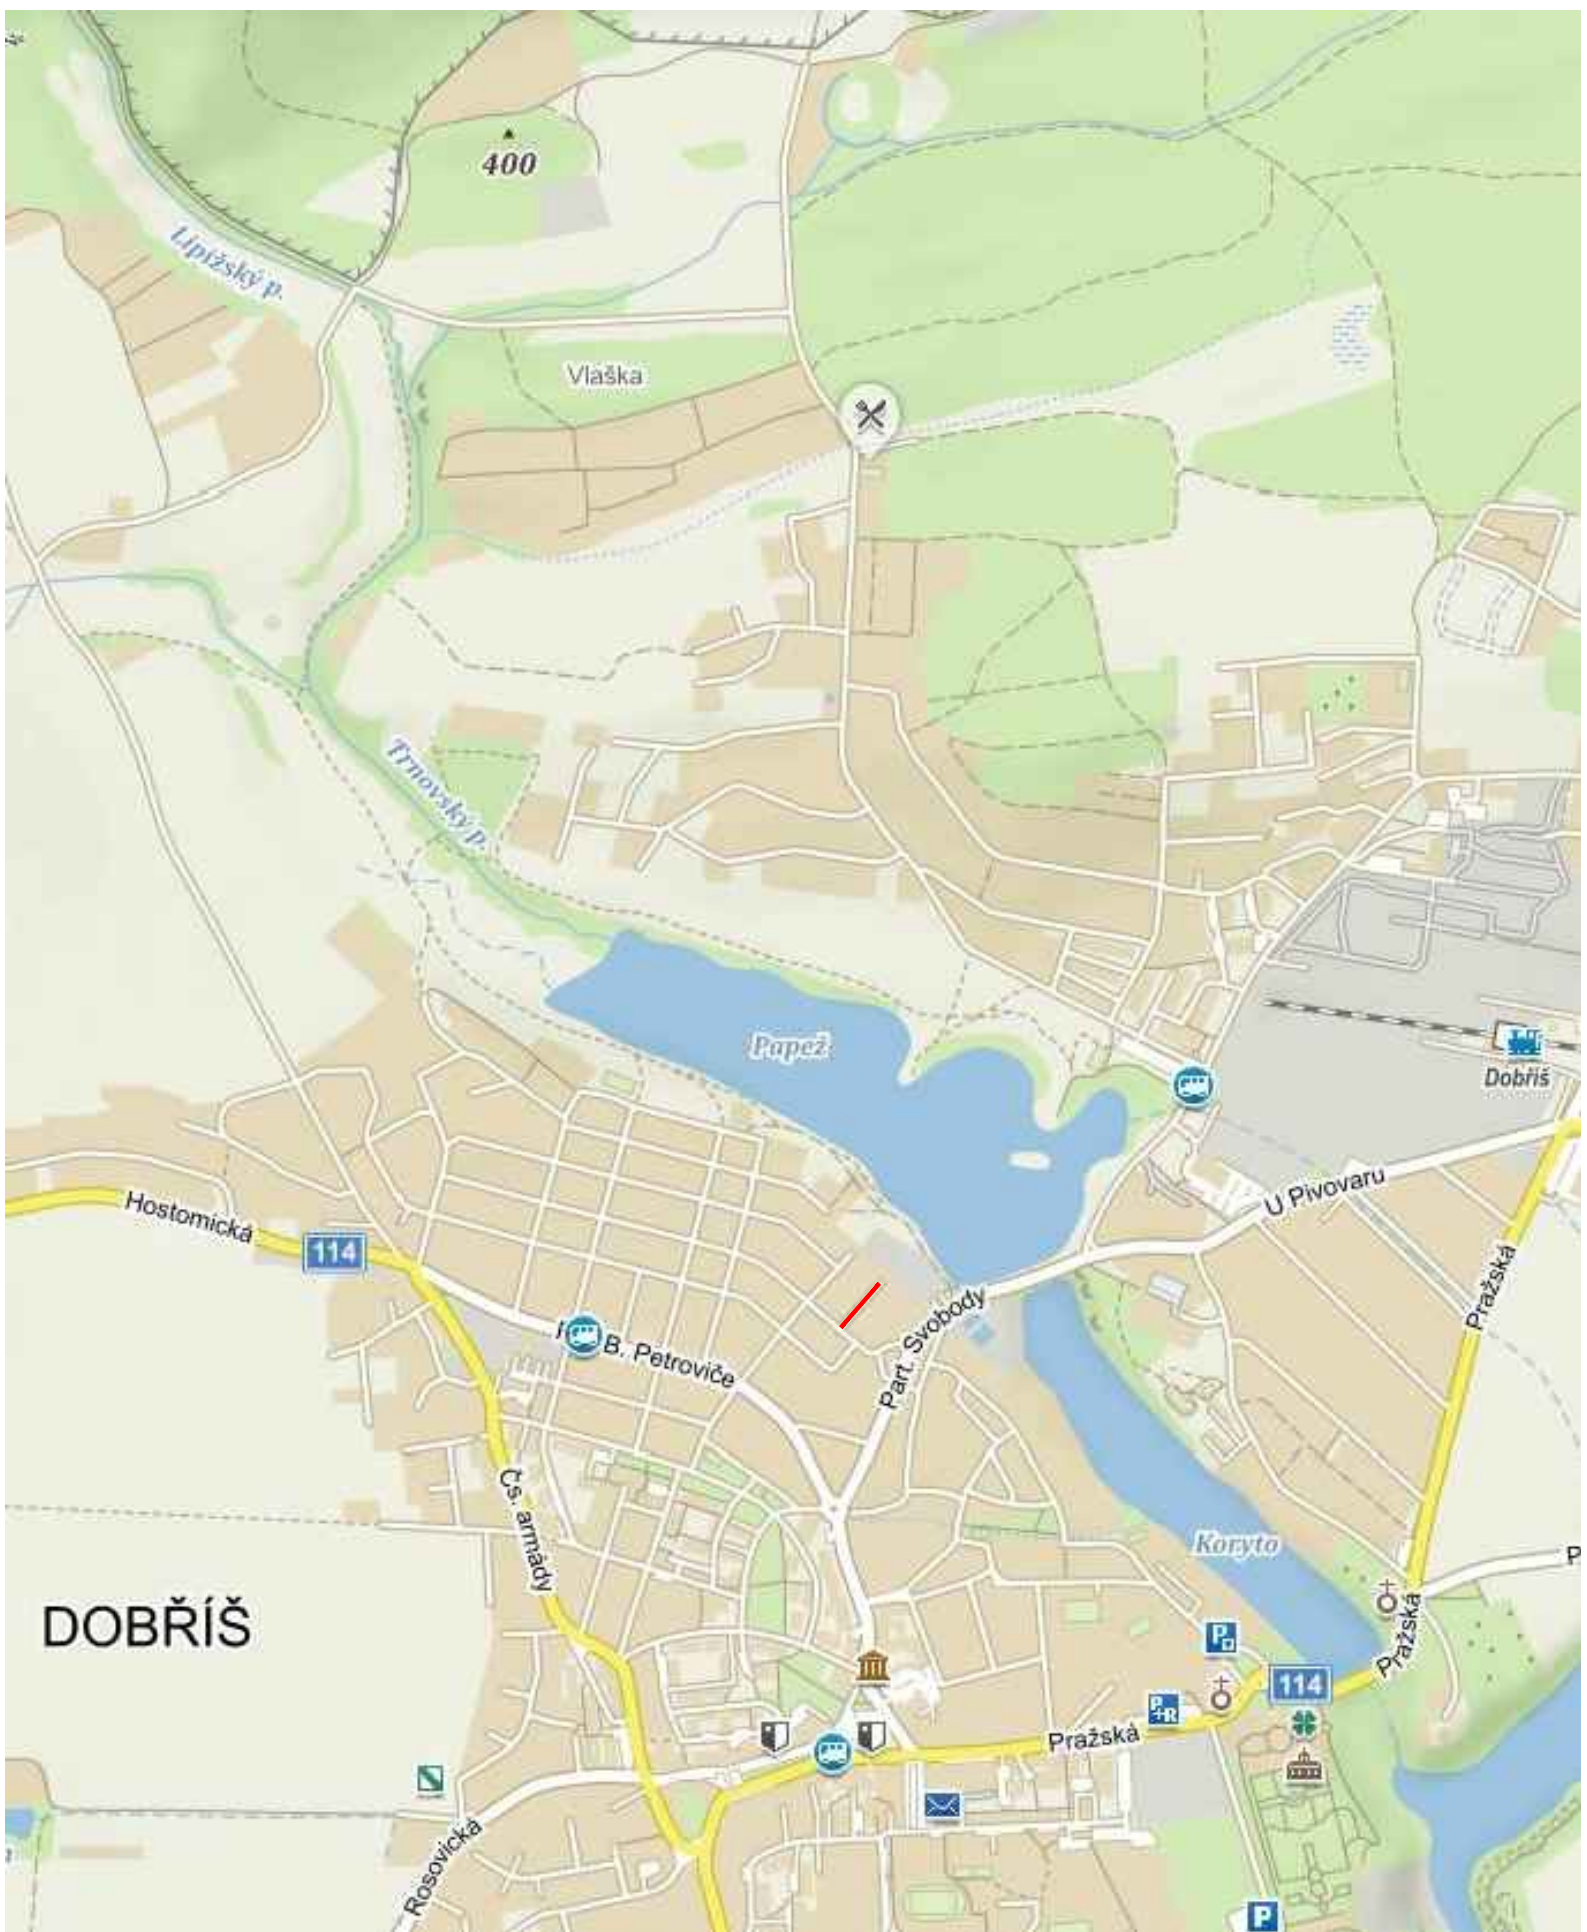 400
Lipížský p.
Vlaška
Trnovský p.
Papež
Dobříš
Hostomická
114
U Pivovaru
Pražská
Part. Svobody
B. Petroviče
Čs. armády
Koryto
DOBŘÍŠ
P
Pražská
P
114
P+R
Pražská
Rosovická
P